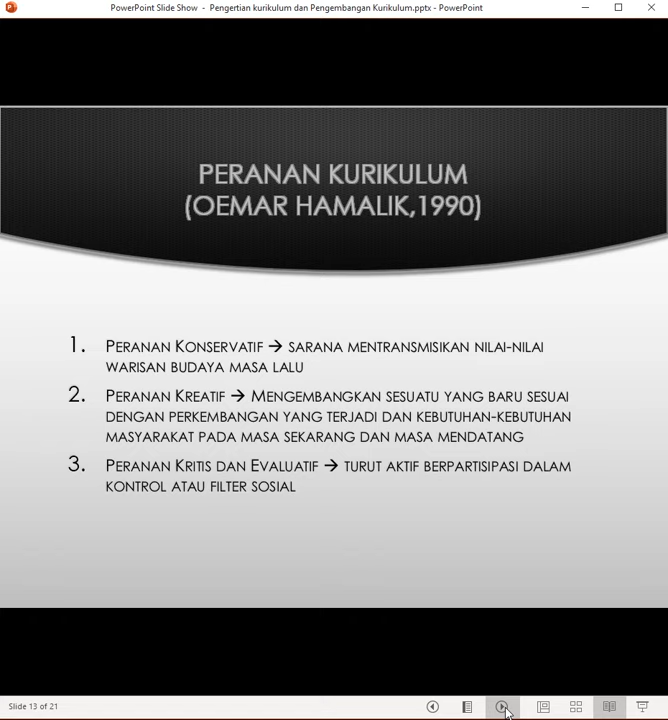 PowerPoint Slide Show - Pengertian kurikulum dan Pengembangan Kurikulum.pptx - PowerPoint
PERANAN KURIKULUM
(OEMAR HAMALIK,1990)
1. PERANAN KONSERVATIF → SARANA MENTRANSMISIKAN NILAI-NILAI
WARISAN BUDAYA MASA LALU
2. PERANAN KREATIF → MENGEMBANGKAN SESUATU YANG BARU SESUAI
DENGAN PERKEMBANGAN YANG TERJADI DAN KEBUTUHAN-KEBUTUHAN
MASYARAKAT PADA MASA SEKARANG DAN MASA MENDATANG
3. PERANAN KRITIS DAN EVALUATIF → TURUT AKTIF BERPARTISIPASI DALAM
KONTROL ATAU FILTER SOSIAL
Slide 13 of 21